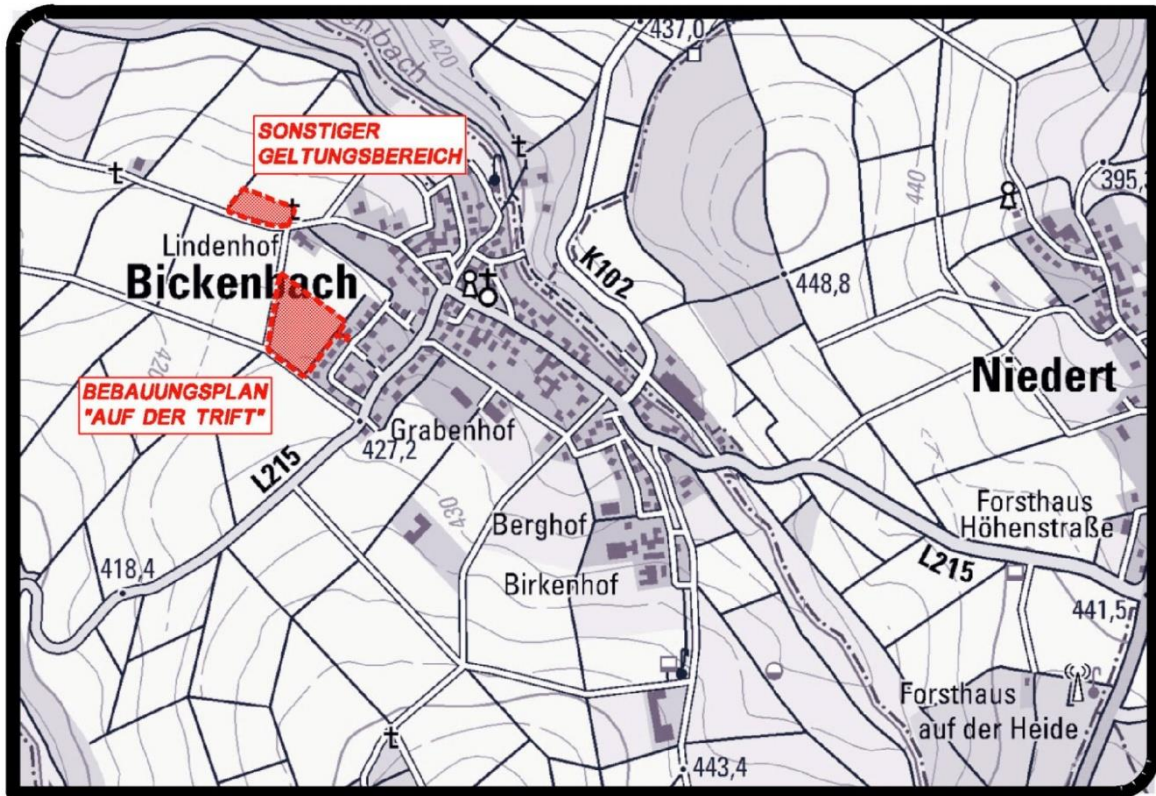 437,0
420
SONSTIGER
GELTUNGSBEREICH
K102
440
395,
Lindenhof
Bickenbach
448,8
420
Niedert
BEBAUUNGSPLAN
"AUF DER TRIFT"
Grabenhof
427,2
L215
430
Berghof
Forsthaus
Höhenstraße
418,4
Birkenhof
L215
441,5
Forsthaus
auf der Heide
443,4